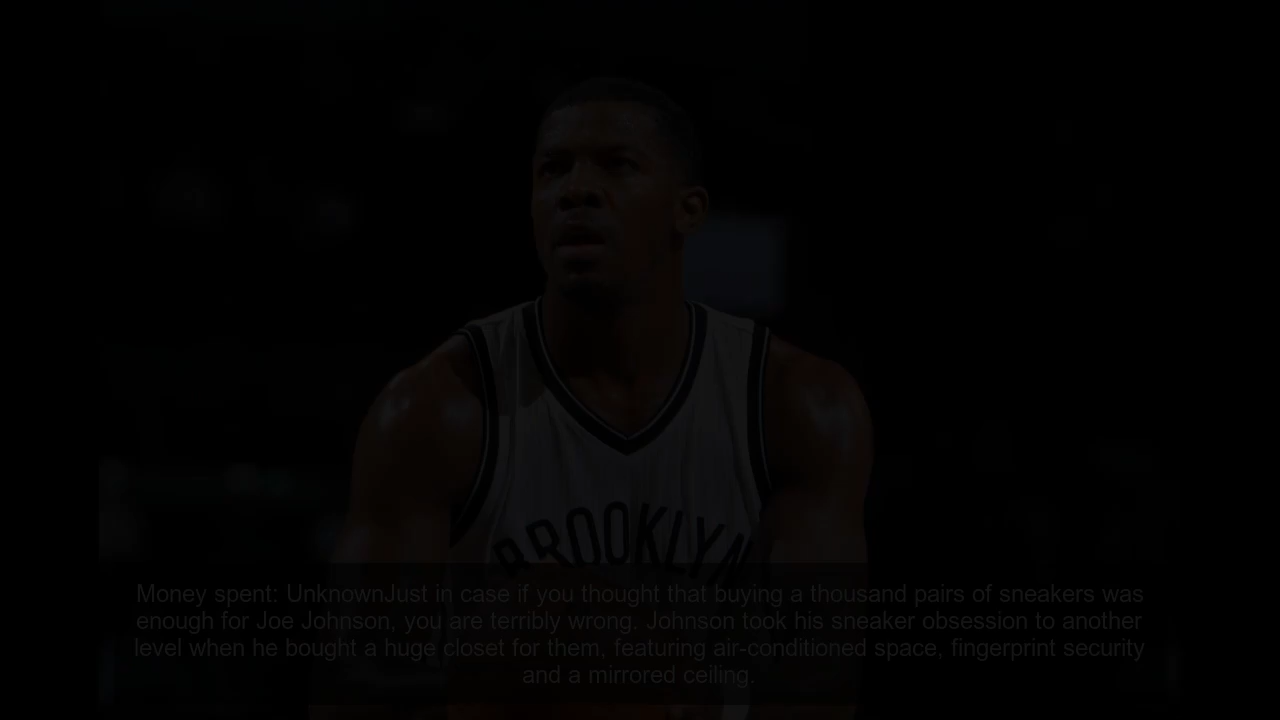 BROOKLYN
Money spent: UnknownJust in case if you thought that buying a thousand pairs of sneakers was
enough for Joe Johnson, you are terribly wrong. Johnson took his sneaker obsession to another
level when he bought a huge closet for them, featuring air-conditioned space, fingerprint security
and a mirrored ceiling.